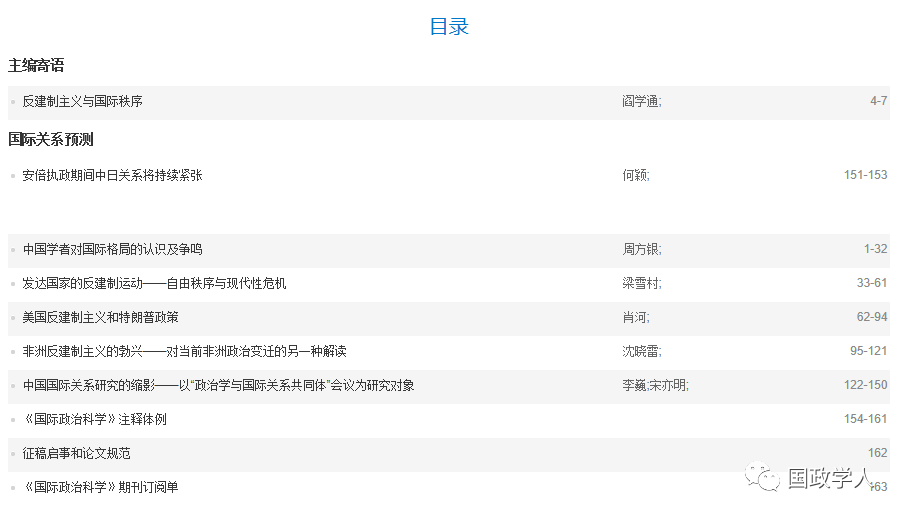 目录
主编寄语
反建制主义与国际秩序 阎学通; 4-7
国际关系预测
安倍执政期间中日关系将持续紧张 何颖; 151-153
中国学者对国际格局的认识及争鸣 周方银; 1-32
发达国家的反建制运动——自由秩序与现代性危机 梁雪村; 33-61
美国反建制主义和特朗普政策 肖河; 62-94
非洲反建制主义的勃兴——对当前非洲政治变迁的另一种解读 沈晓雷; 95-121
中国国际关系研究的缩影——以“政治学与国际关系共同体”会议为研究对象 李巍;宋亦明; 122-150
《国际政治科学》注释体例 154-161
征稿启事和论文规范 162
《国际政治科学》期刊订阅单 163
国政学人